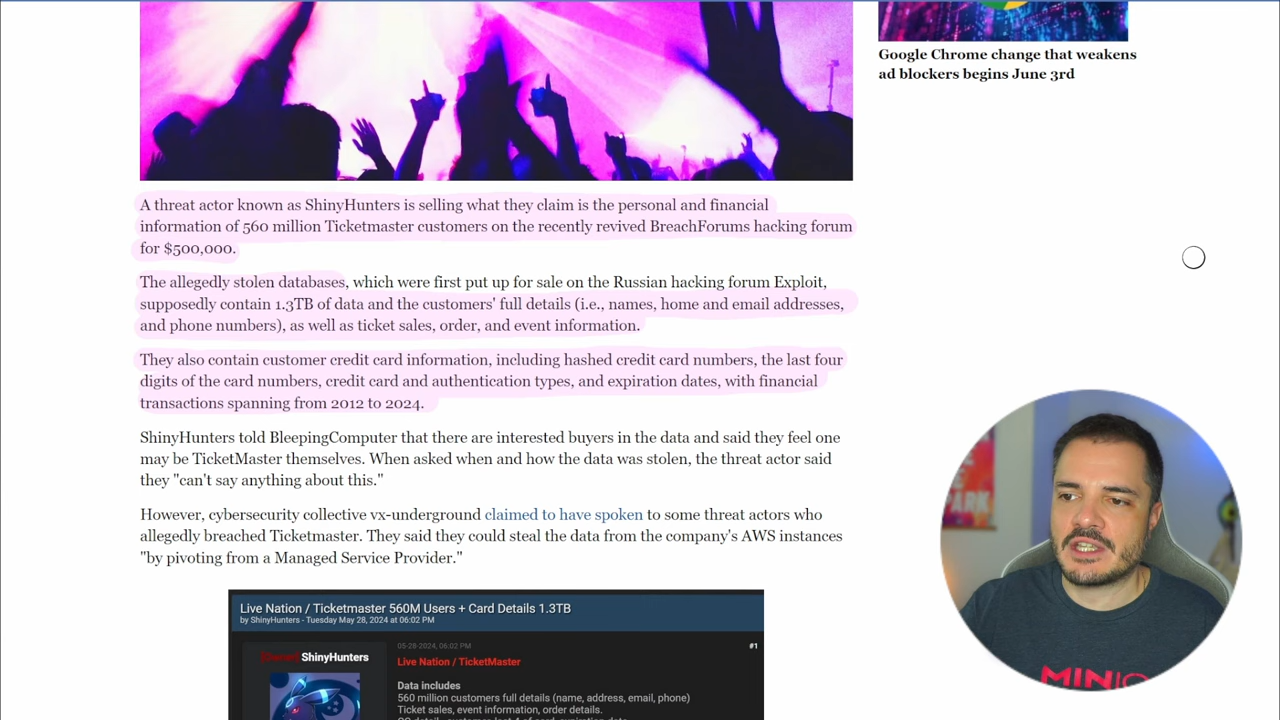 Google Chrome change that weakens
ad blockers begins June 3rd
A threat actor known as ShinyHunters is selling what they claim is the personal and financial
information of 560 million Ticketmaster customers on the recently revived BreachForums hacking forum
for $500,000.
The allegedly stolen databases, which were first put up for sale on the Russian hacking forum Exploit,
supposedly contain 1.3TB of data and the customers' full details (i.e., names, home and email addresses,
and phone numbers), as well as ticket sales, order, and event information.
They also contain customer credit card information, including hashed credit card numbers, the last four
digits of the card numbers, credit card and authentication types, and expiration dates, with financial
transactions spanning from 2012 to 2024.
ShinyHunters told BleepingComputer that there are interested buyers in the data and said they feel one
may be TicketMaster themselves. When asked when and how the data was stolen, the threat actor said
they "can't say anything about this."
However, cybersecurity collective vx-underground claimed to have spoken to some threat actors who
allegedly breached Ticketmaster. They said they could steal the data from the company's AWS instances
"by pivoting from a Managed Service Provider."
Live Nation / Ticketmaster 560M Users + Card Details 1.3TB
by ShinyHunters - Tuesday May 28, 2024 at 06:02 PM
05-28-2024, 06:02 PM
#1
[Owner] ShinyHunters
Live Nation / TicketMaster
Data includes
560 million customers full details (name, address, email, phone)
Ticket sales, event information, order details.
MINIO